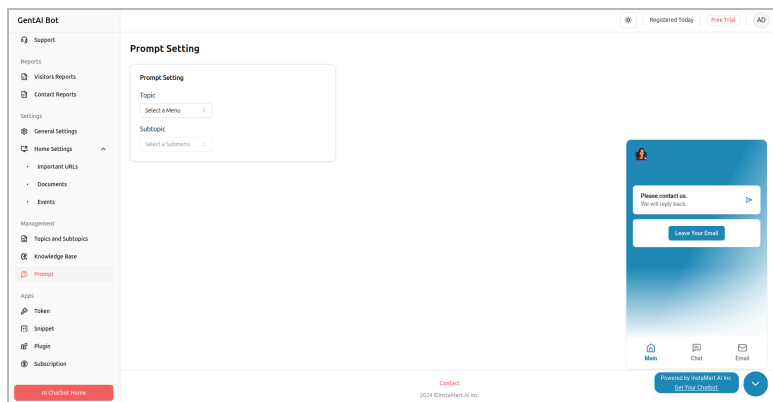 GentAI Bot
Registered Today
Free Trial
AD
Support
Reports
Visitors Reports
Contact Reports
Settings
General Settings
Home Settings
Important URLs
Documents
Events
Management
Topics and Subtopics
Knowledge Base
Prompt
Apps
Token
Snippet
Plugin
Subscription
AI Chatbot Home
Prompt Setting
Prompt Setting
Topic
Select a Menu
Subtopic
Select a Submenu
Please contact us.
We will reply back.
Leave Your Email
Main
Chat
Email
Powered by InstaMart AI Inc.
Get Your Chatbot.
Contact
2024 ©InstaMart.AI Inc.